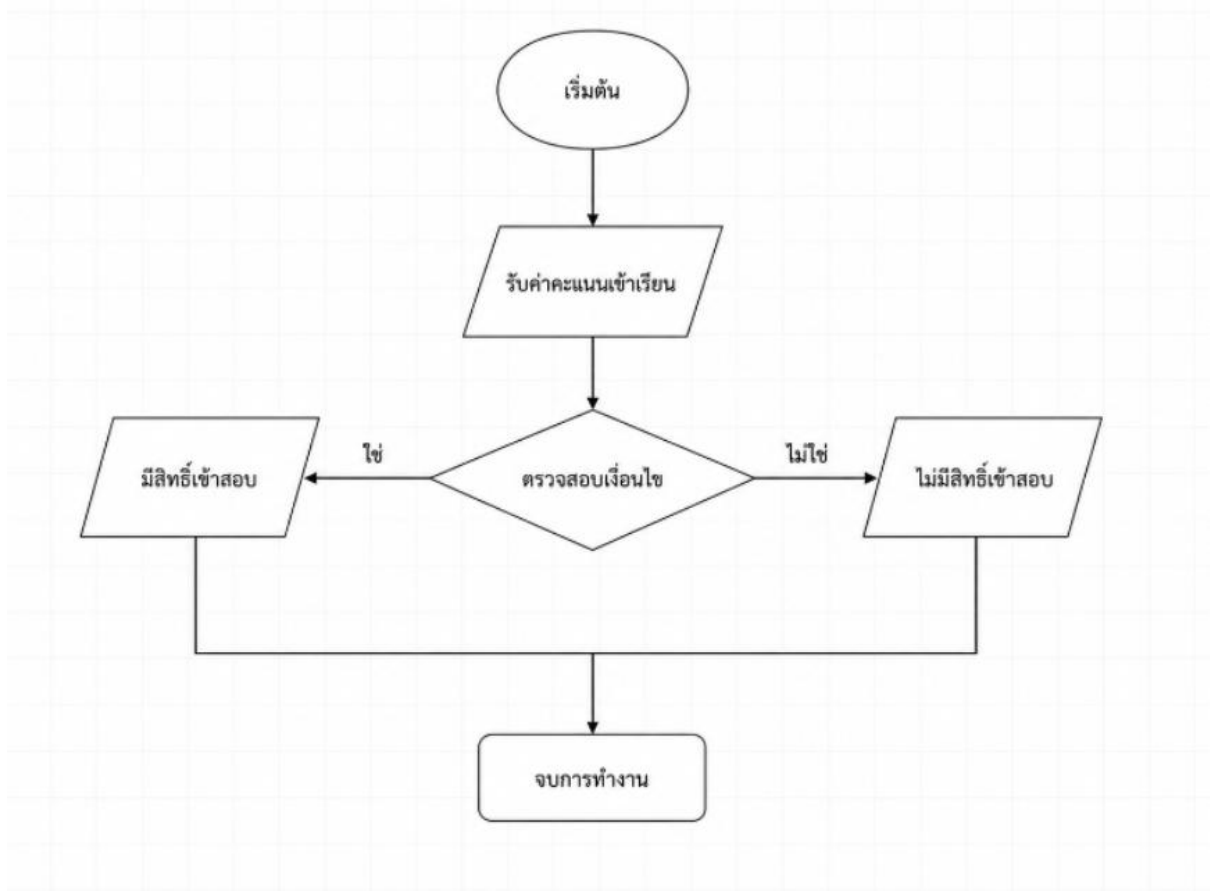 เริ่มต้น
รับค่าคะแนนเข้าเรียน
ใช่
ไม่ใช่
มีสิทธิ์เข้าสอบ
ตรวจสอบเงื่อนไข
ไม่มีสิทธิ์เข้าสอบ
จบการทำงาน